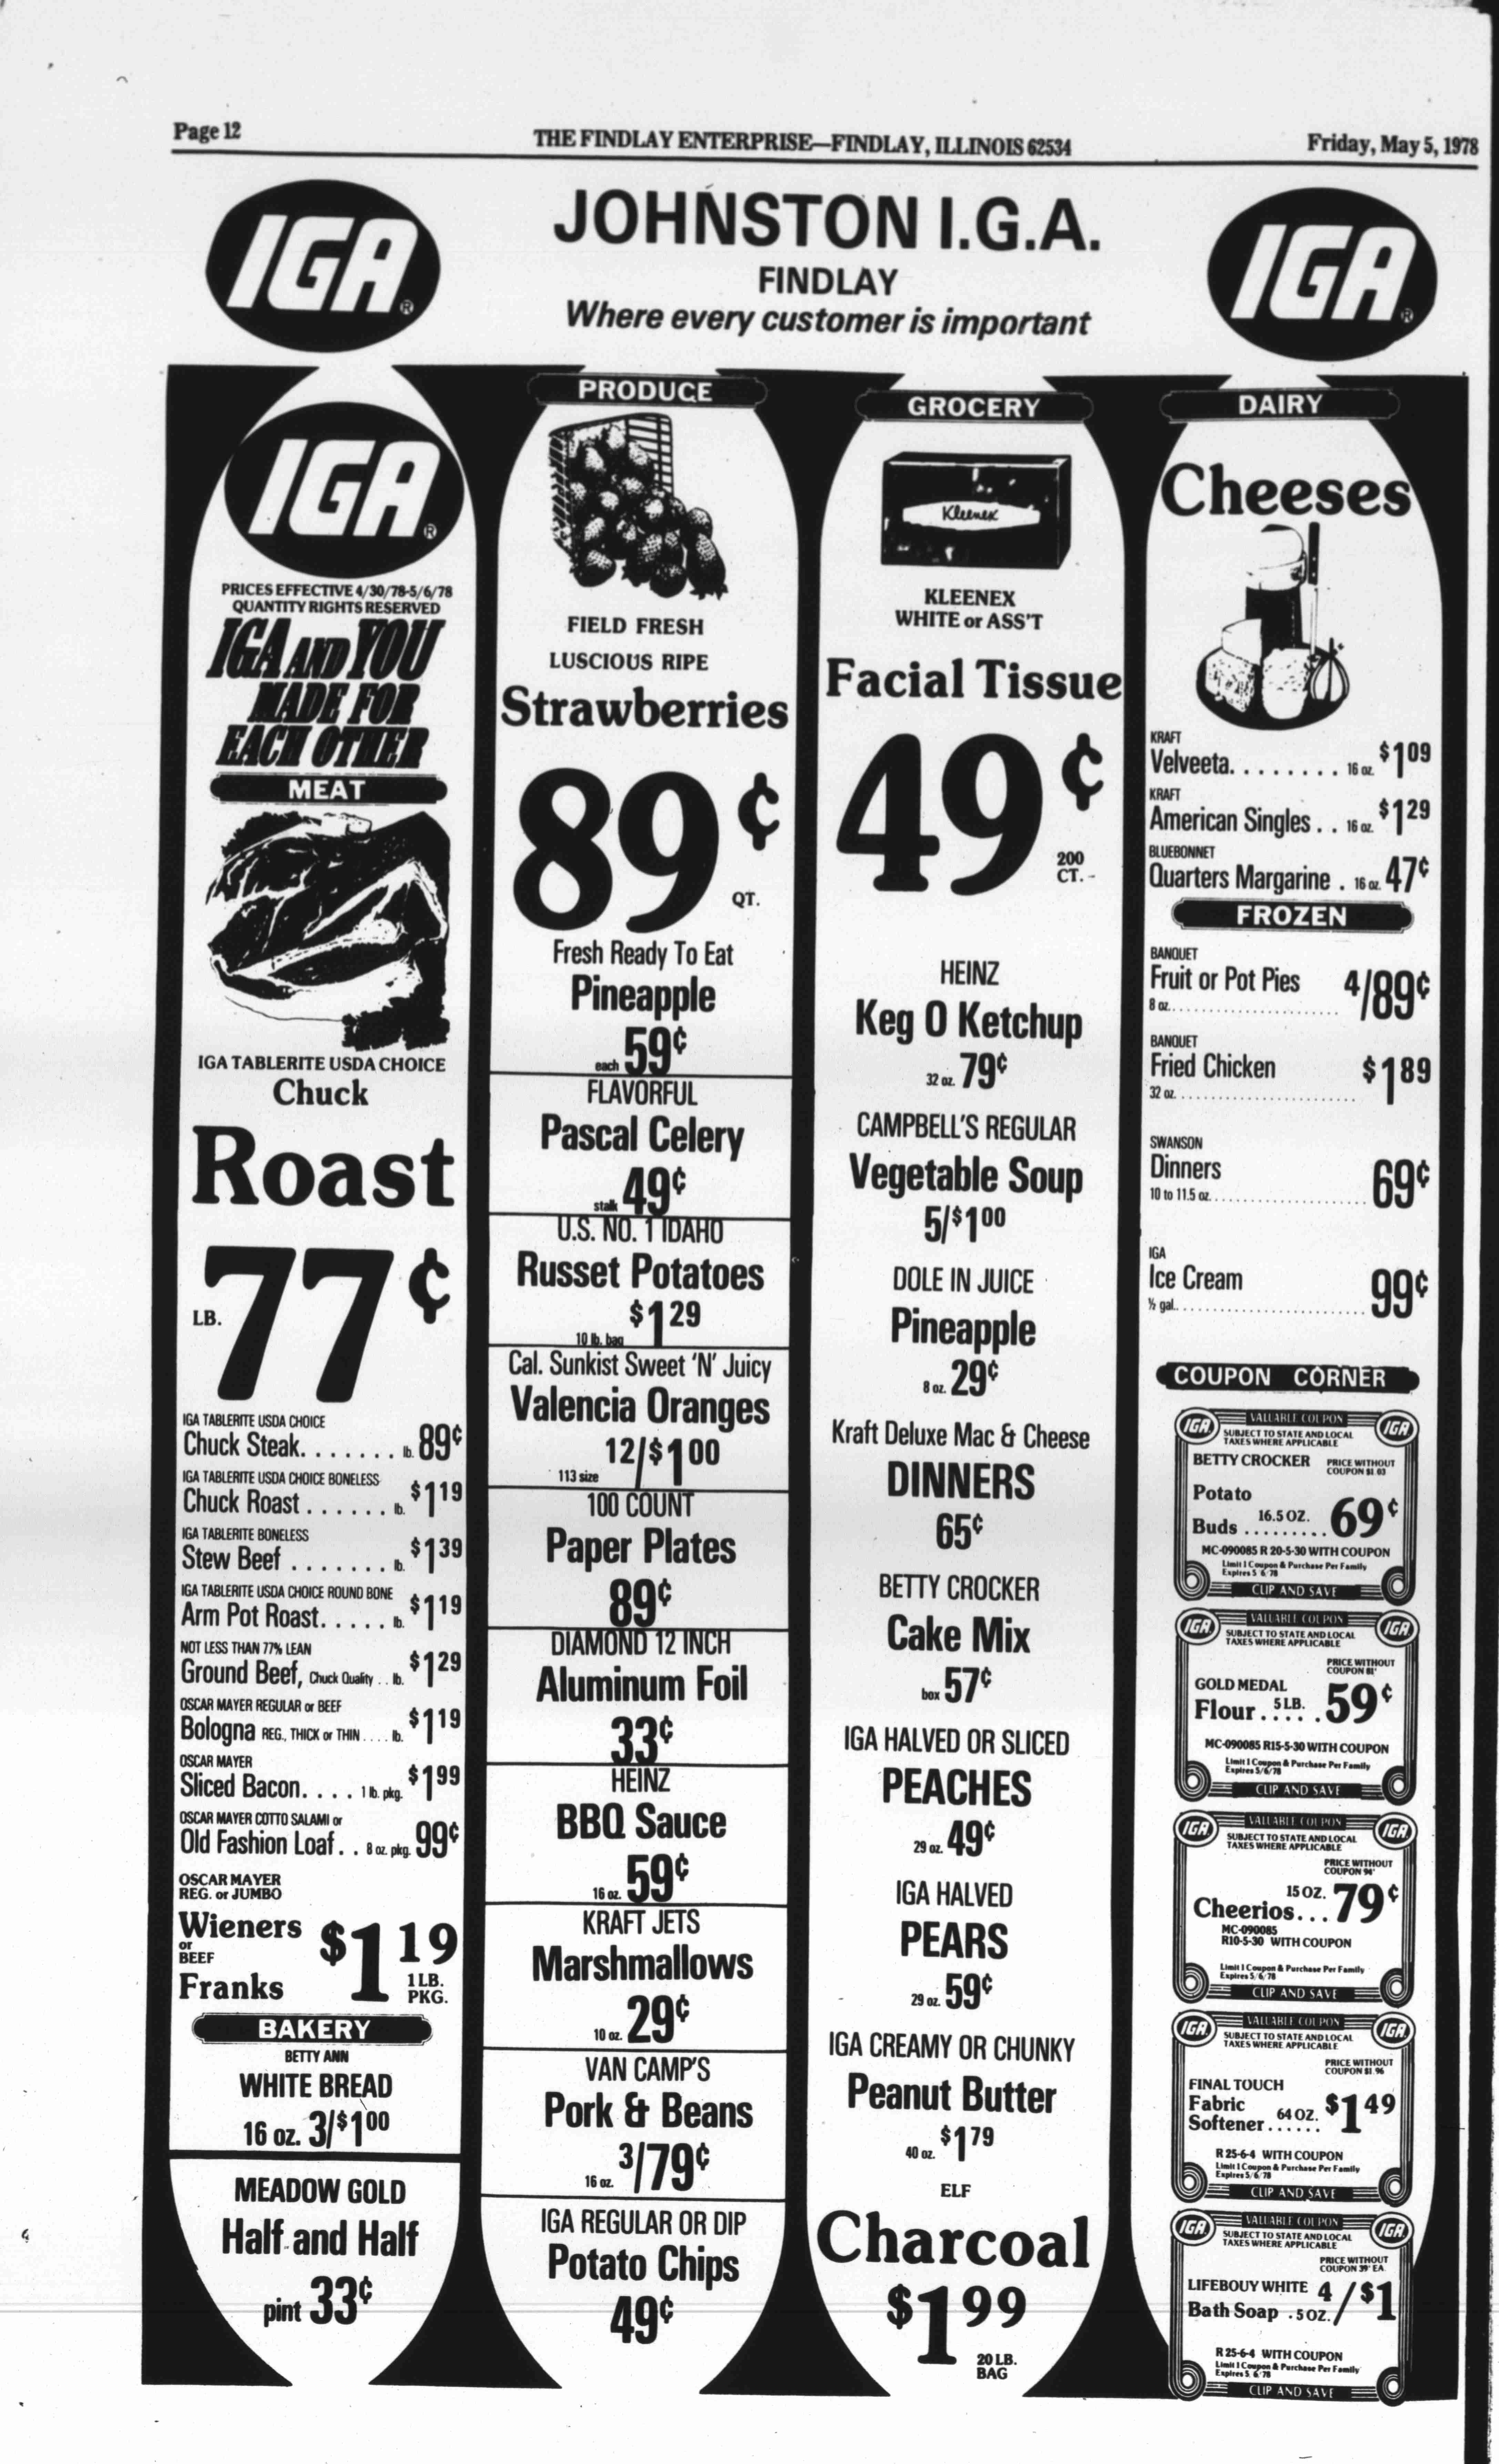 Page 12
THE FINDLAY ENTERPRISE—FINDLAY, ILLINOIS 62534
Friday, May 5, 1978
IGA®
JOHNSTON I.G.A.
FINDLAY
Where every customer is important
IGA®
IGA®
PRICES EFFECTIVE 4/30/78-5/6/78
QUANTITY RIGHTS RESERVED
IGA AND YOU
MADE FOR
EACH OTHER
MEAT
IGA TABLERITE USDA CHOICE
Chuck
Roast
LB. 77¢
IGA TABLERITE USDA CHOICE
Chuck Steak. . . . . . . lb. 89¢
IGA TABLERITE USDA CHOICE BONELESS
Chuck Roast . . . . . . lb. $1 19
IGA TABLERITE BONELESS
Stew Beef . . . . . . . lb. $1 39
IGA TABLERITE USDA CHOICE ROUND BONE
Arm Pot Roast. . . . . lb. $1 19
NOT LESS THAN 77% LEAN
Ground Beef, Chuck Quality . . lb. $1 29
OSCAR MAYER REGULAR or BEEF
Bologna REG., THICK or THIN . . . . lb. $1 19
OSCAR MAYER
Sliced Bacon. . . . 1 lb. pkg. $1 99
OSCAR MAYER COTTO SALAMI or
Old Fashion Loaf. . 8 oz. pkg. 99¢
OSCAR MAYER
REG. or JUMBO
Wieners
or
BEEF
Franks
$1 19
1 LB.
PKG.
BAKERY
BETTY ANN
WHITE BREAD
16 oz. 3/$1 00
MEADOW GOLD
Half and Half
pint 33¢
PRODUCE
FIELD FRESH
LUSCIOUS RIPE
Strawberries
89¢
QT.
Fresh Ready To Eat
Pineapple
each 59¢
FLAVORFUL
Pascal Celery
stalk 49¢
U.S. NO. 1 IDAHO
Russet Potatoes
$1 29
10 lb. bag
Cal. Sunkist Sweet 'N' Juicy
Valencia Oranges
12/$1 00
113 size
100 COUNT
Paper Plates
89¢
DIAMOND 12 INCH
Aluminum Foil
33¢
HEINZ
BBQ Sauce
16 oz. 59¢
KRAFT JETS
Marshmallows
10 oz. 29¢
VAN CAMP'S
Pork & Beans
16 oz. 3/79¢
IGA REGULAR OR DIP
Potato Chips
49¢
GROCERY
Kleenex
KLEENEX
WHITE or ASS'T
Facial Tissue
49¢
200
CT.
HEINZ
Keg O Ketchup
32 oz. 79¢
CAMPBELL'S REGULAR
Vegetable Soup
5/$1 00
DOLE IN JUICE
Pineapple
8 oz. 29¢
Kraft Deluxe Mac & Cheese
DINNERS
65¢
BETTY CROCKER
Cake Mix
box 57¢
IGA HALVED OR SLICED
PEACHES
29 oz. 49¢
IGA HALVED
PEARS
29 oz. 59¢
IGA CREAMY OR CHUNKY
Peanut Butter
40 oz. $1 79
ELF
Charcoal
$1 99
20 LB.
BAG
DAIRY
Cheeses
KRAFT
Velveeta. . . . . . . . 16 oz. $1 09
KRAFT
American Singles . . 16 oz. $1 29
BLUEBONNET
Quarters Margarine . 16 oz. 47¢
FROZEN
BANQUET
Fruit or Pot Pies 4/89¢
8 oz. . . . . . . . . . . . . . . . . . . . . . .
BANQUET
Fried Chicken $1 89
32 oz. . . . . . . . . . . . . . . . . . . . . . .
SWANSON
Dinners 69¢
10 to 11.5 oz. . . . . . . . . . . . . . . . . . .
IGA
Ice Cream 99¢
½ gal. . . . . . . . . . . . . . . . . . . . . . .
COUPON CORNER
IGA VALUABLE COUPON IGA
SUBJECT TO STATE AND LOCAL
TAXES WHERE APPLICABLE
BETTY CROCKER
PRICE WITHOUT
COUPON $1.03
Potato
Buds ......... 16.5 OZ. 69¢
MC-090085 R 20-5-30 WITH COUPON
Limit 1 Coupon & Purchase Per Family
Expires 5/6/78
CLIP AND SAVE
IGA VALUABLE COUPON IGA
SUBJECT TO STATE AND LOCAL
TAXES WHERE APPLICABLE
PRICE WITHOUT
COUPON 81¢
GOLD MEDAL
Flour . . . . . 5 LB. 59¢
MC-090085 R15-5-30 WITH COUPON
Limit 1 Coupon & Purchase Per Family
Expires 5/6/78
CLIP AND SAVE
IGA VALUABLE COUPON IGA
SUBJECT TO STATE AND LOCAL
TAXES WHERE APPLICABLE
PRICE WITHOUT
COUPON 94¢
Cheerios... 15 OZ. 79¢
MC-090085
R10-5-30 WITH COUPON
Limit 1 Coupon & Purchase Per Family
Expires 5/6/78
CLIP AND SAVE
IGA VALUABLE COUPON IGA
SUBJECT TO STATE AND LOCAL
TAXES WHERE APPLICABLE
PRICE WITHOUT
COUPON $1.96
FINAL TOUCH
Fabric
Softener...... 64 OZ. $1 49
R 25-6-4 WITH COUPON
Limit 1 Coupon & Purchase Per Family
Expires 5/6/78
CLIP AND SAVE
IGA VALUABLE COUPON IGA
SUBJECT TO STATE AND LOCAL
TAXES WHERE APPLICABLE
PRICE WITHOUT
COUPON 39¢ EA.
LIFEBOUY WHITE
Bath Soap . 5 OZ. 4/$1
R 25-6-4 WITH COUPON
Limit 1 Coupon & Purchase Per Family
Expires 5/6/78
CLIP AND SAVE